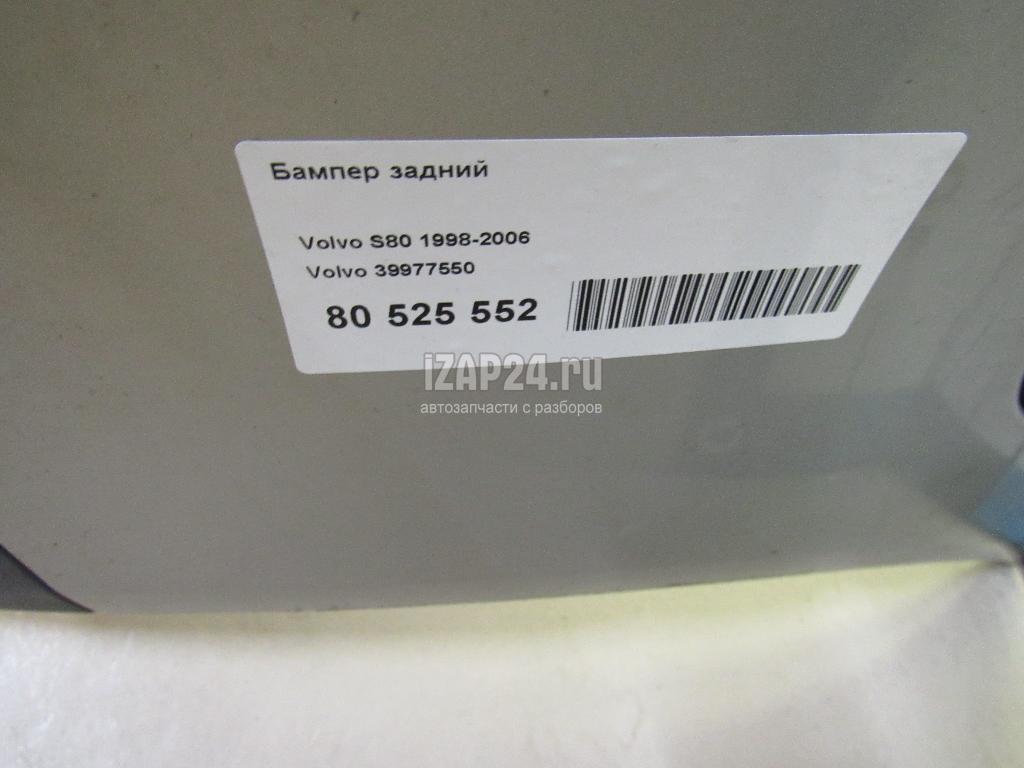 Бампер задний
Volvo S80 1998-2006
Volvo 39977550
80 525 552
iZAP24.ru
автозапчасти с разборов